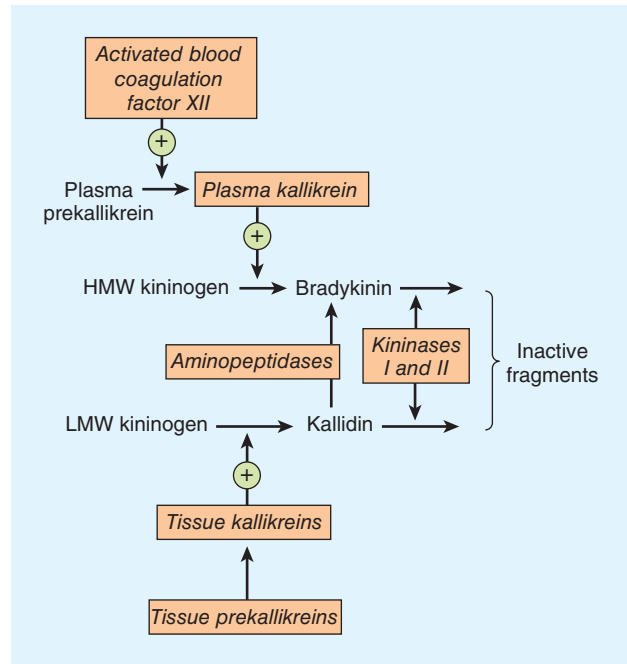 Activated blood
coagulation
factor XII
+
Plasma
prekallikrein
Plasma kallikrein
+
HMW kininogen
Bradykinin
Aminopeptidases
Kininases
I and II
Inactive
fragments
LMW kininogen
Kallidin
+
Tissue kallikreins
Tissue prekallikreins